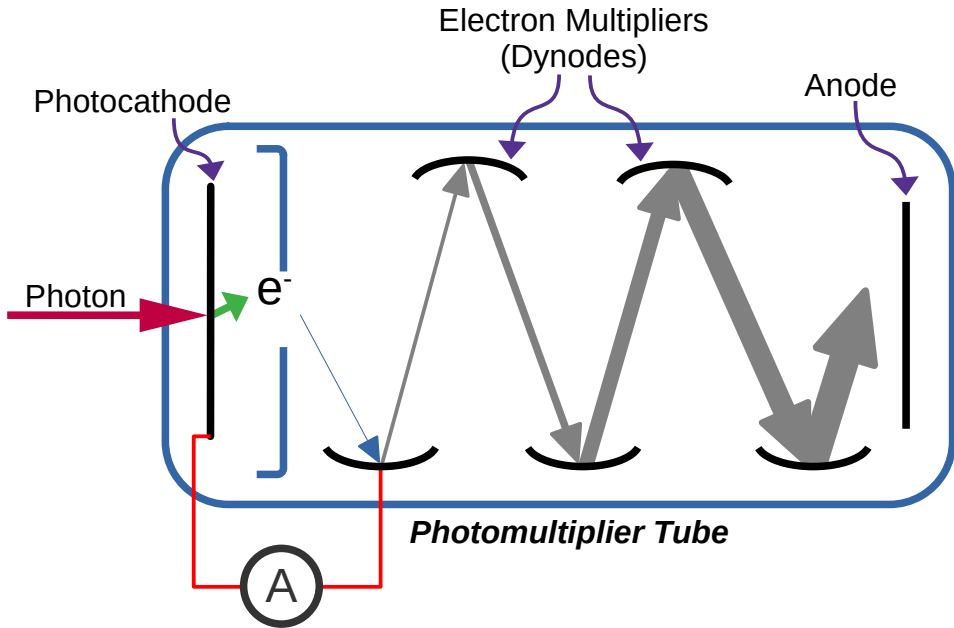 Electron Multipliers
(Dynodes)
Photocathode
Anode
Photon
e-
Photomultiplier Tube
A